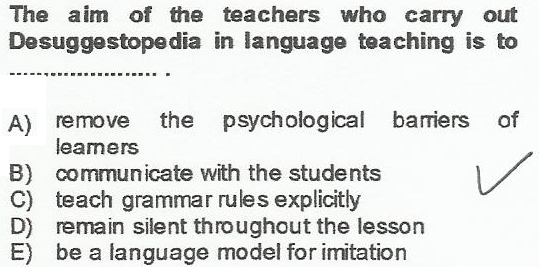 The aim of the teachers who carry out
Desuggestopedia in language teaching is to
........................... .
A) remove the psychological barriers of
learners
B) communicate with the students
C) teach grammar rules explicitly
D) remain silent throughout the lesson
E) be a language model for imitation